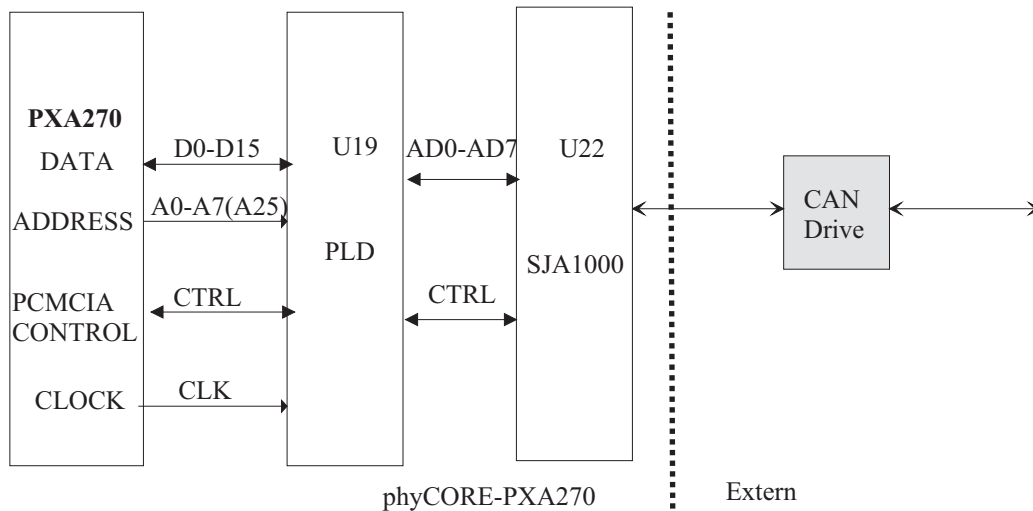 PXA270
DATA
ADDRESS
PCMCIA
CONTROL
CLOCK
D0-D15
A0-A7(A25)
CTRL
CLK
U19
PLD
AD0-AD7
CTRL
U22
SJA1000
CAN
Drive
phyCORE-PXA270
Extern